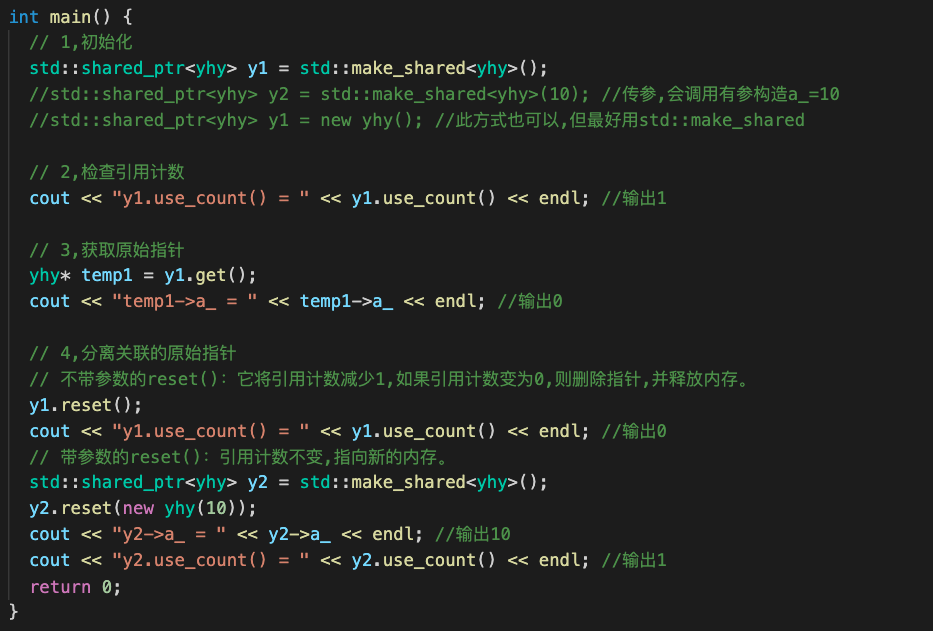 int main() {
// 1,初始化
std::shared_ptr<yhy> y1 = std::make_shared<yhy>();
//std::shared_ptr<yhy> y2 = std::make_shared<yhy>(10); //传参,会调用有参构造a_=10
//std::shared_ptr<yhy> y1 = new yhy(); //此方式也可以,但最好用std::make_shared
// 2,检查引用计数
cout << "y1.use_count() = " << y1.use_count() << endl; //输出1
// 3,获取原始指针
yhy* temp1 = y1.get();
cout << "temp1->a_ = " << temp1->a_ << endl; //输出0
// 4,分离关联的原始指针
// 不带参数的reset()：它将引用计数减少1,如果引用计数变为0,则删除指针,并释放内存。
y1.reset();
cout << "y1.use_count() = " << y1.use_count() << endl; //输出0
// 带参数的reset()：引用计数不变,指向新的内存。
std::shared_ptr<yhy> y2 = std::make_shared<yhy>();
y2.reset(new yhy(10));
cout << "y2->a_ = " << y2->a_ << endl; //输出10
cout << "y2.use_count() = " << y2.use_count() << endl; //输出1
return 0;
}